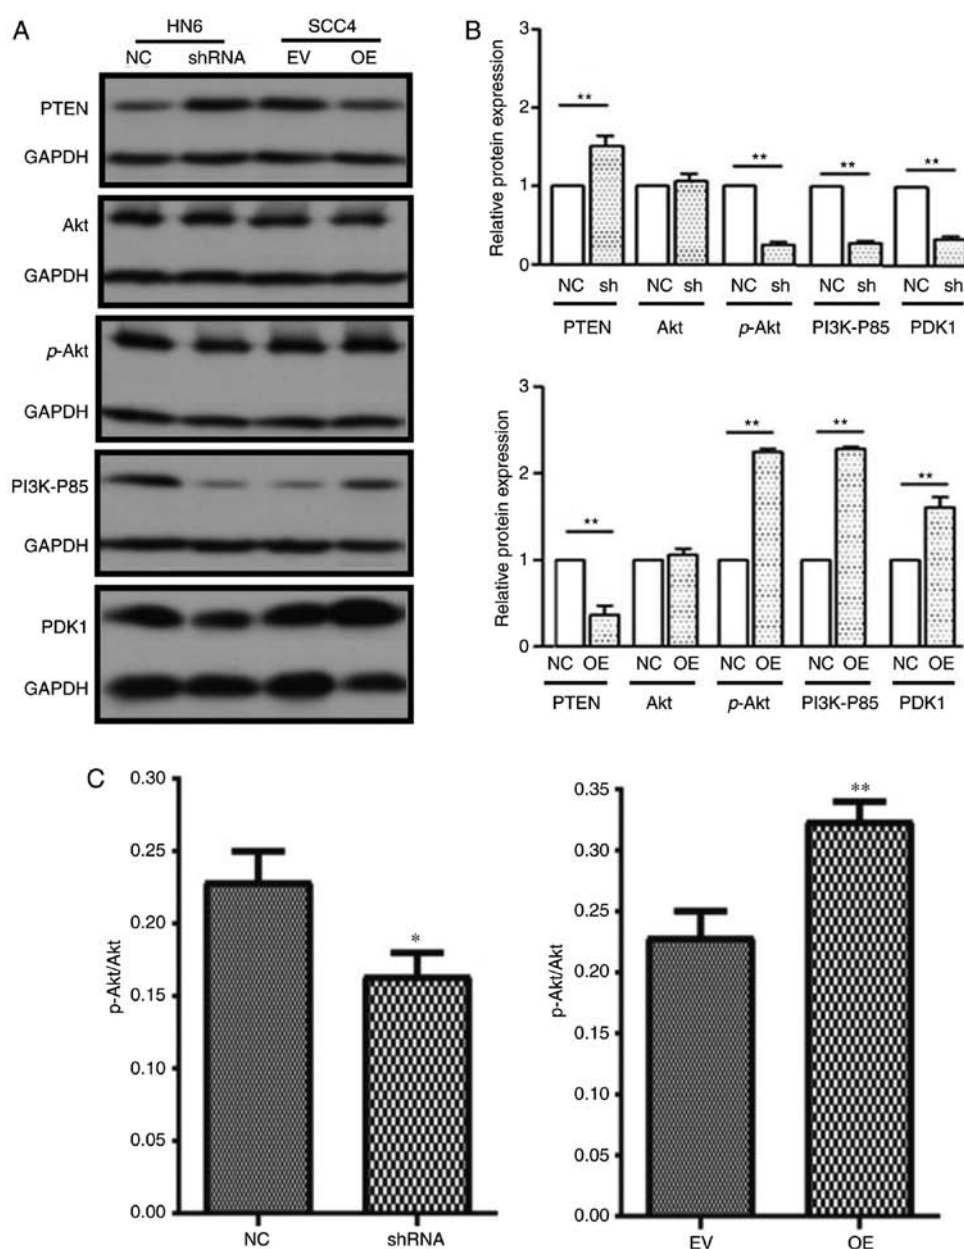 A
HN6 SCC4
NC shRNA EV OE
PTEN
GAPDH
Akt
GAPDH
p-Akt
GAPDH
PI3K-P85
GAPDH
PDK1
GAPDH
B
Relative protein expression
3
2
1
0
** ** ** **
NC sh NC sh NC sh NC sh NC sh
PTEN Akt p-Akt PI3K-P85 PDK1
Relative protein expression
3
2
1
0
** ** ** **
NC OE NC OE NC OE NC OE NC OE
PTEN Akt p-Akt PI3K-P85 PDK1
C
p-Akt/Akt
0.30
0.25
0.20
0.15
0.10
0.05
0.00
*
NC shRNA
p-Akt/Akt
0.35
0.30
0.25
0.20
0.15
0.10
0.05
0.00
**
EV OE